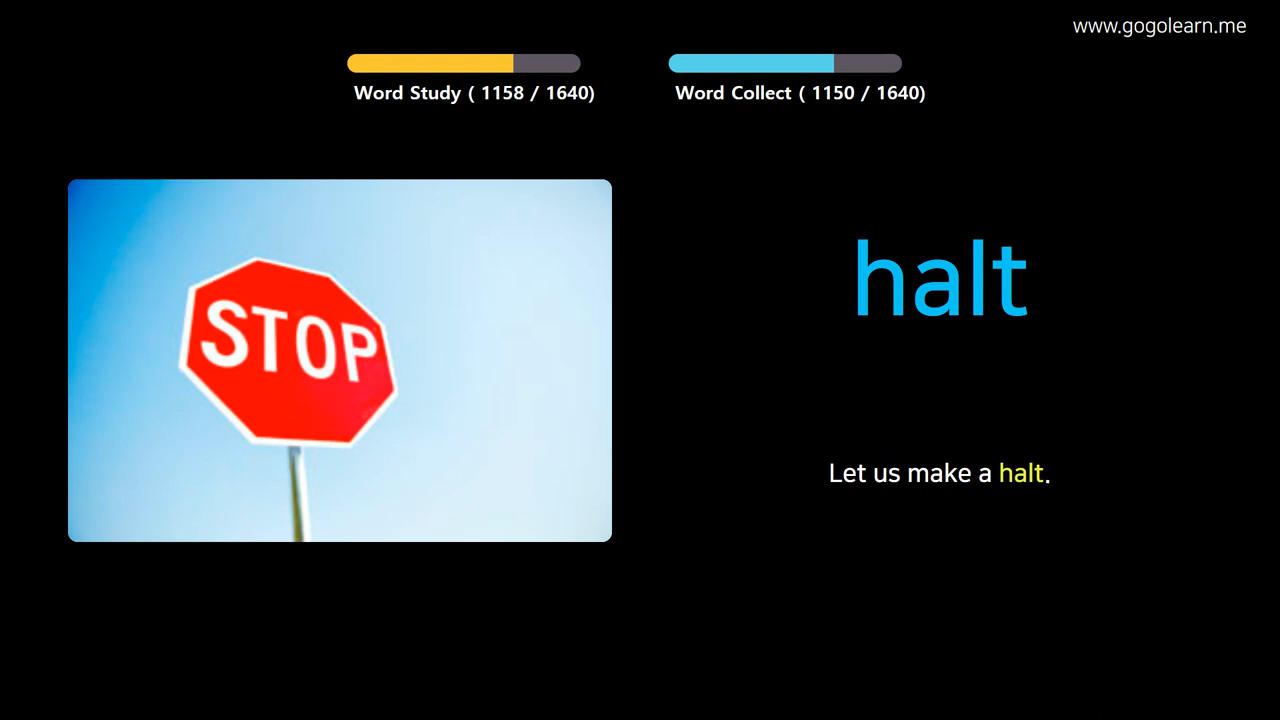 www.gogolearn.me
Word Study ( 1158 / 1640)
Word Collect ( 1150 / 1640)
STOP
halt
Let us make a halt.